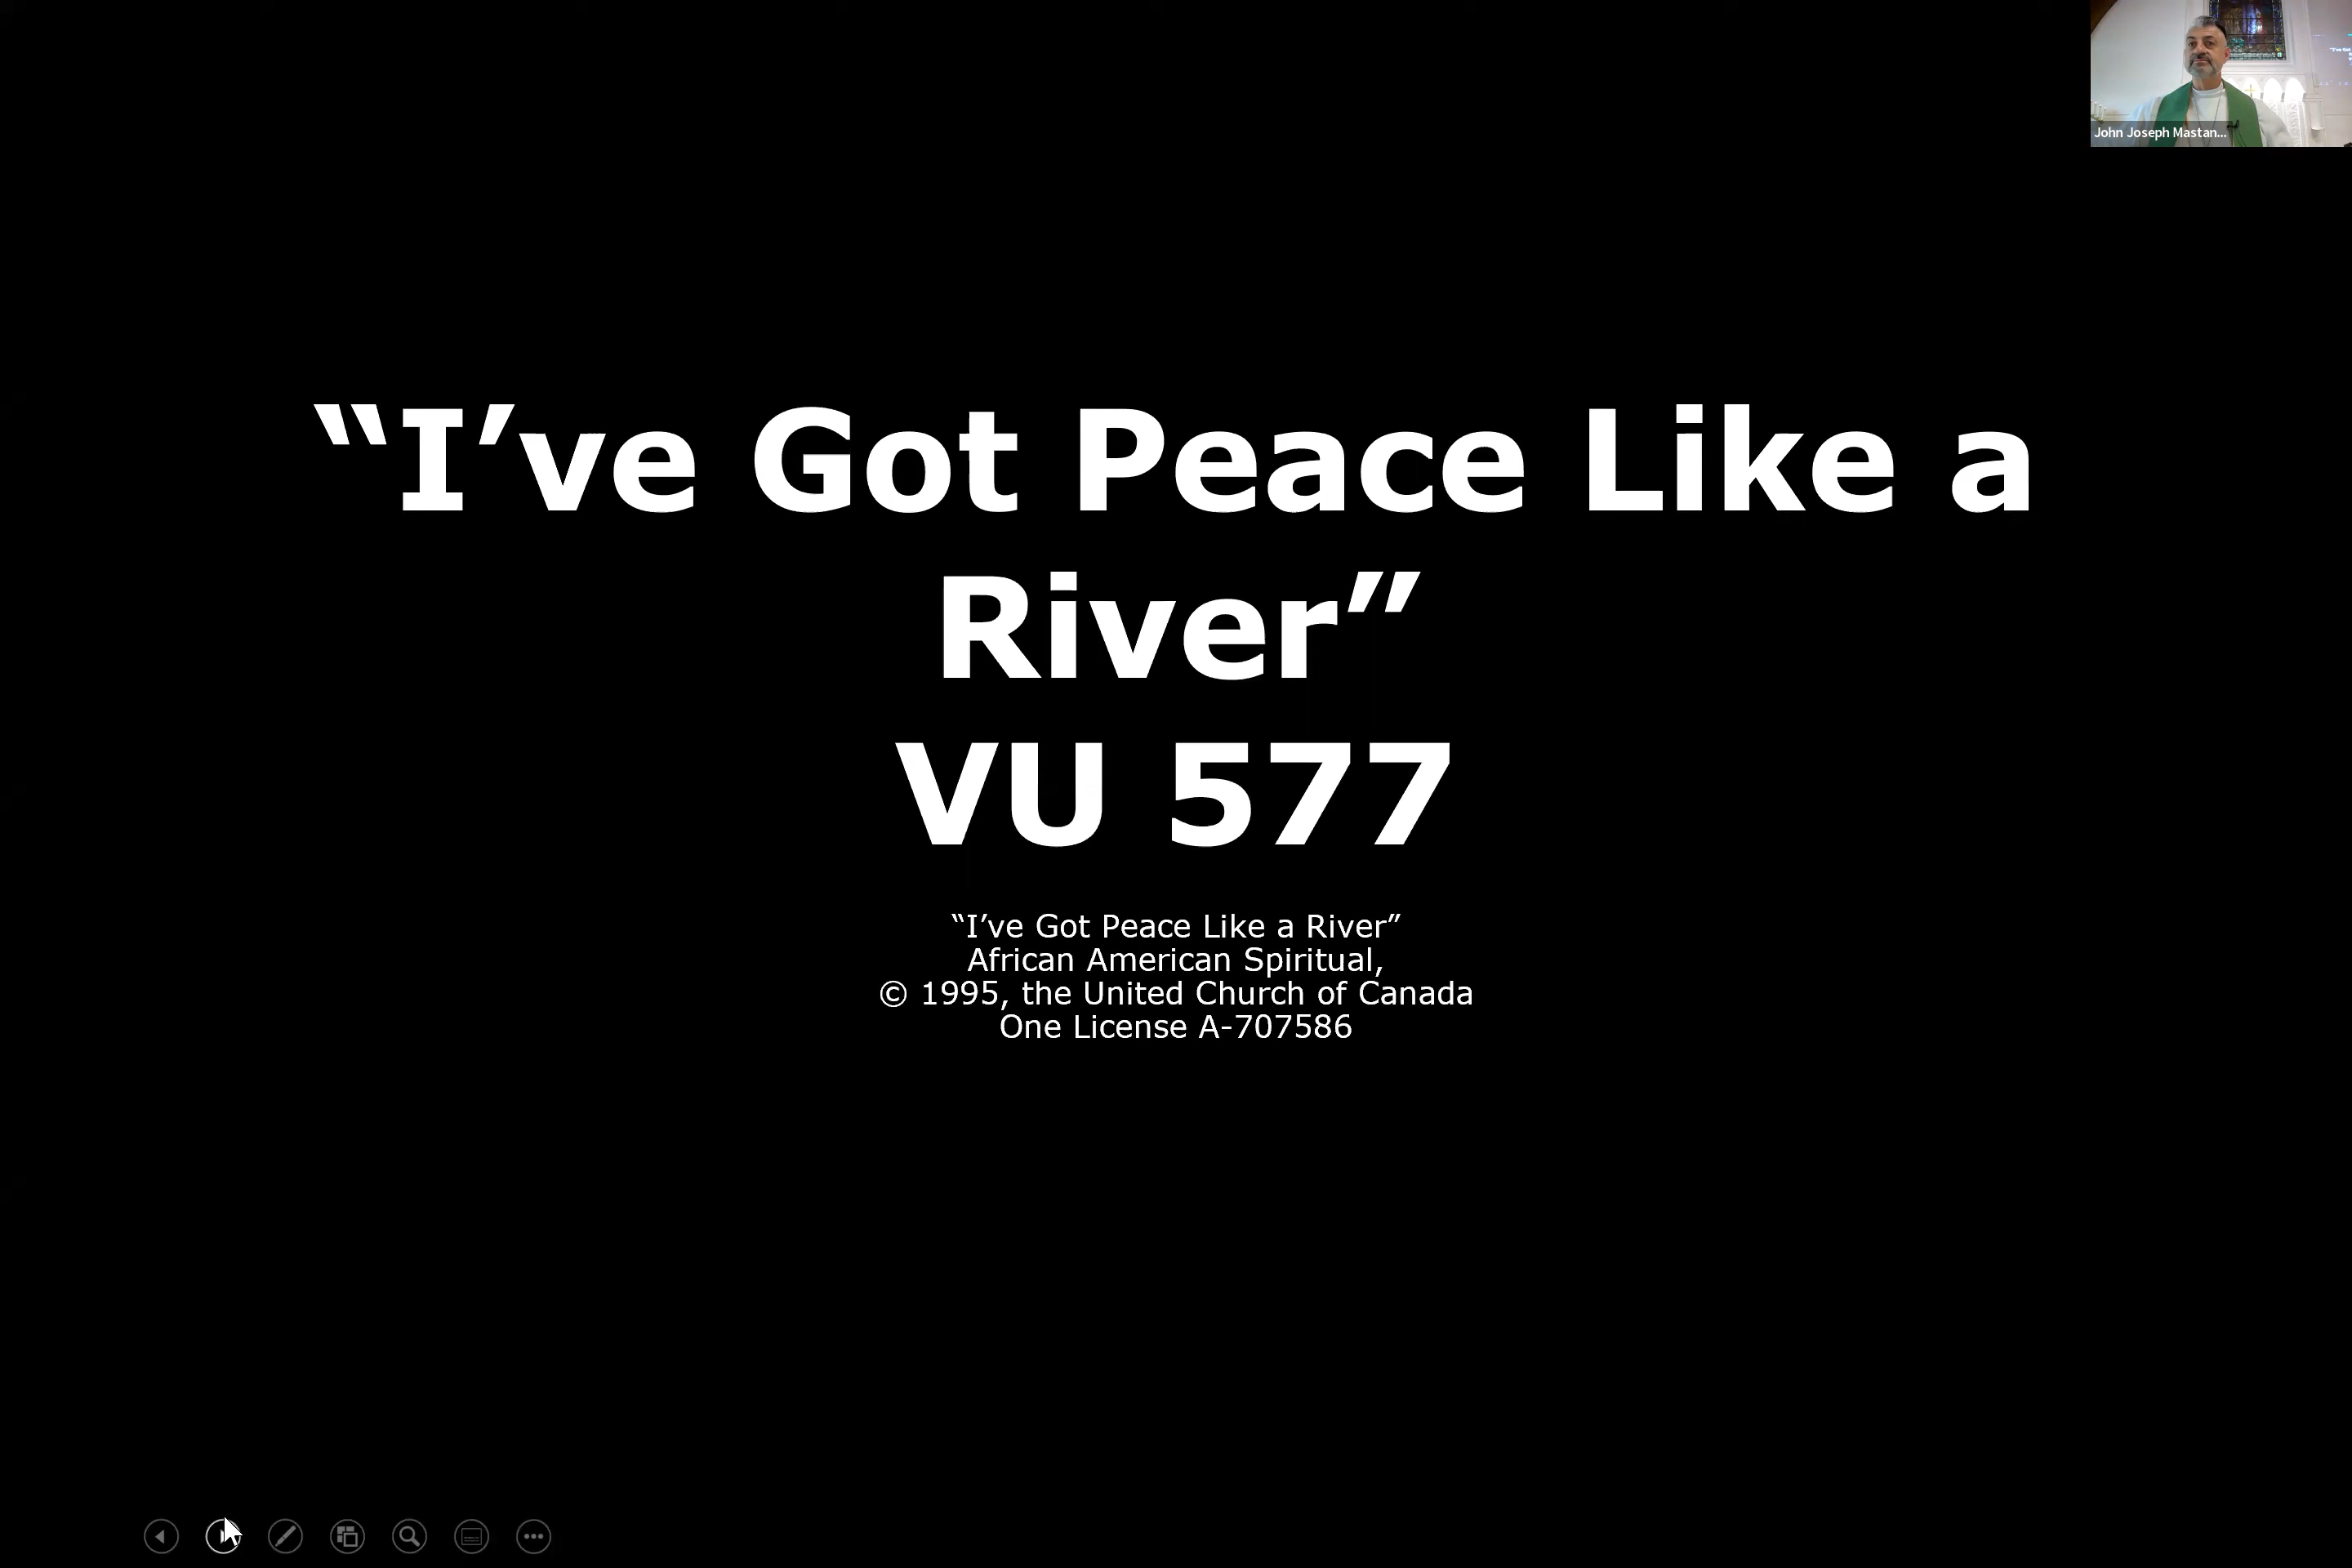 John Joseph Mastan...
“I’ve Got Peace Like a
River”
VU 577
“I’ve Got Peace Like a River”
African American Spiritual,
© 1995, the United Church of Canada
One License A-707586